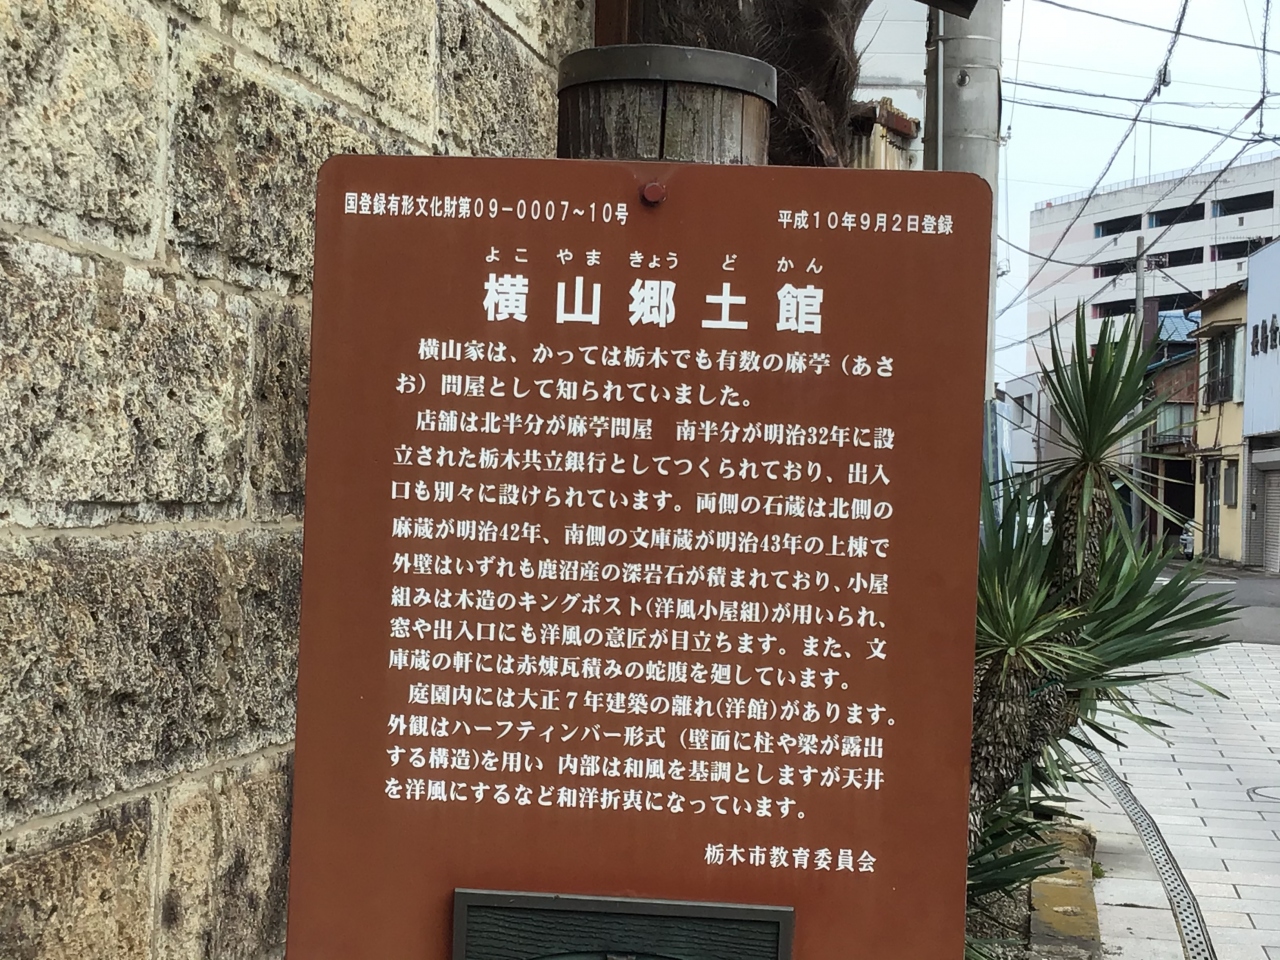 国登録有形文化財第09-0007~10号
平成10年9月2日登録
よこ やま きょう ど かん
横山郷土館
横山家は、かっては栃木でも有数の麻苧(あさ
お)問屋として知られていました。
店舗は北半分が麻苧問屋 南半分が明治32年に設
立された栃木共立銀行としてつくられており、出入
口も別々に設けられています。両側の石蔵は北側の
麻蔵が明治42年、南側の文庫蔵が明治43年の上棟で
外壁はいずれも鹿沼産の深岩石が積まれており、小屋
組みは木造のキングポスト(洋風小屋組)が用いられ、
窓や出入口にも洋風の意匠が目立ちます。また、文
庫蔵の軒には赤煉瓦積みの蛇腹を廻しています。
庭園内には大正7年建築の離れ(洋館)があります。
外観はハーフティンバー形式(壁面に柱や梁が露出
する構造)を用い 内部は和風を基調としますが天井
を洋風にするなど和洋折衷になっています。
栃木市教育委員会